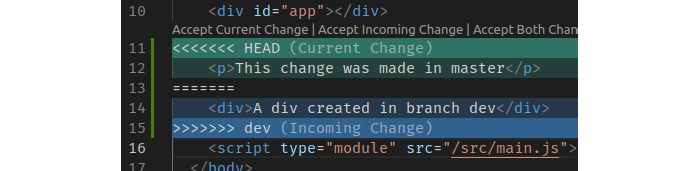 10 <div id="app"></div>
Accept Current Change | Accept Incoming Change | Accept Both Chan
11 <<<<<<< HEAD (Current Change)
12 <p>This change was made in master</p>
13 =======
14 <div>A div created in branch dev</div>
15 >>>>>>> dev (Incoming Change)
16 <script type="module" src="/src/main.js">
17 </body>